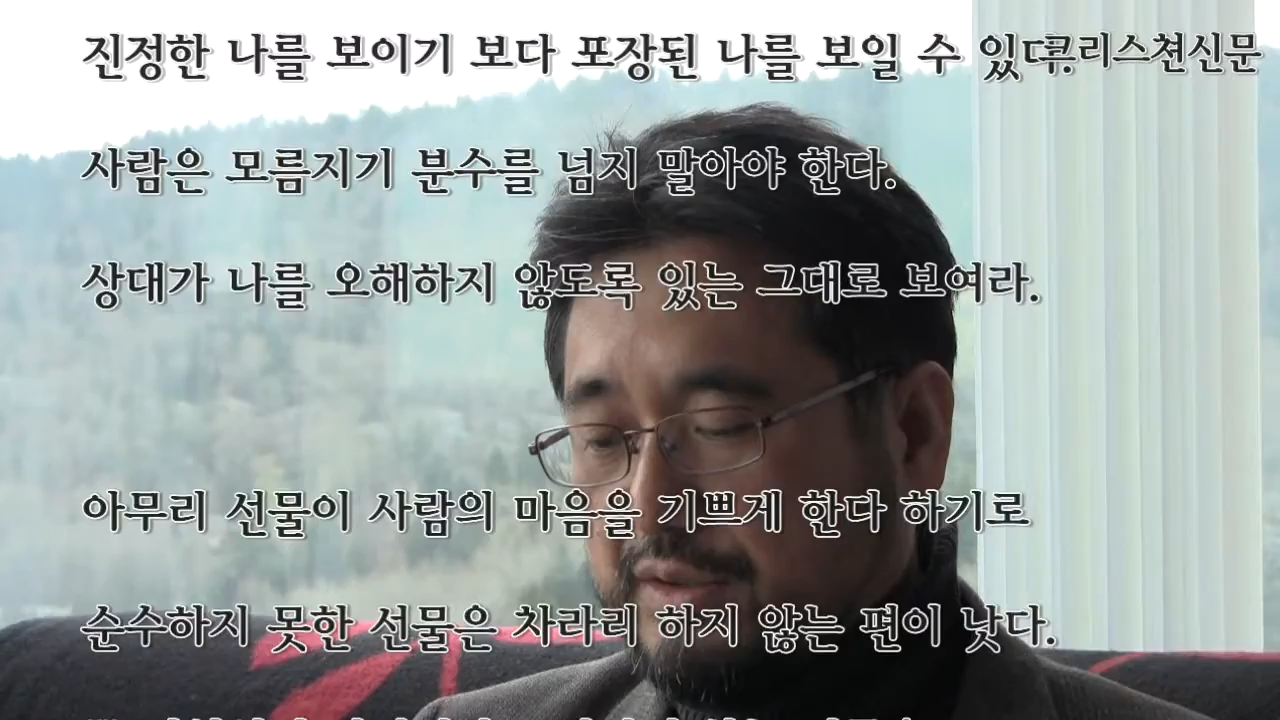 진정한 나를 보이기 보다 포장된 나를 보일 수 있다.
크리스천신문
사람은 모름지기 분수를 넘지 말아야 한다.
상대가 나를 오해하지 않도록 있는 그대로 보여라.
아무리 선물이 사람의 마음을 기쁘게 한다 하기로
순수하지 못한 선물은 차라리 하지 않는 편이 낫다.